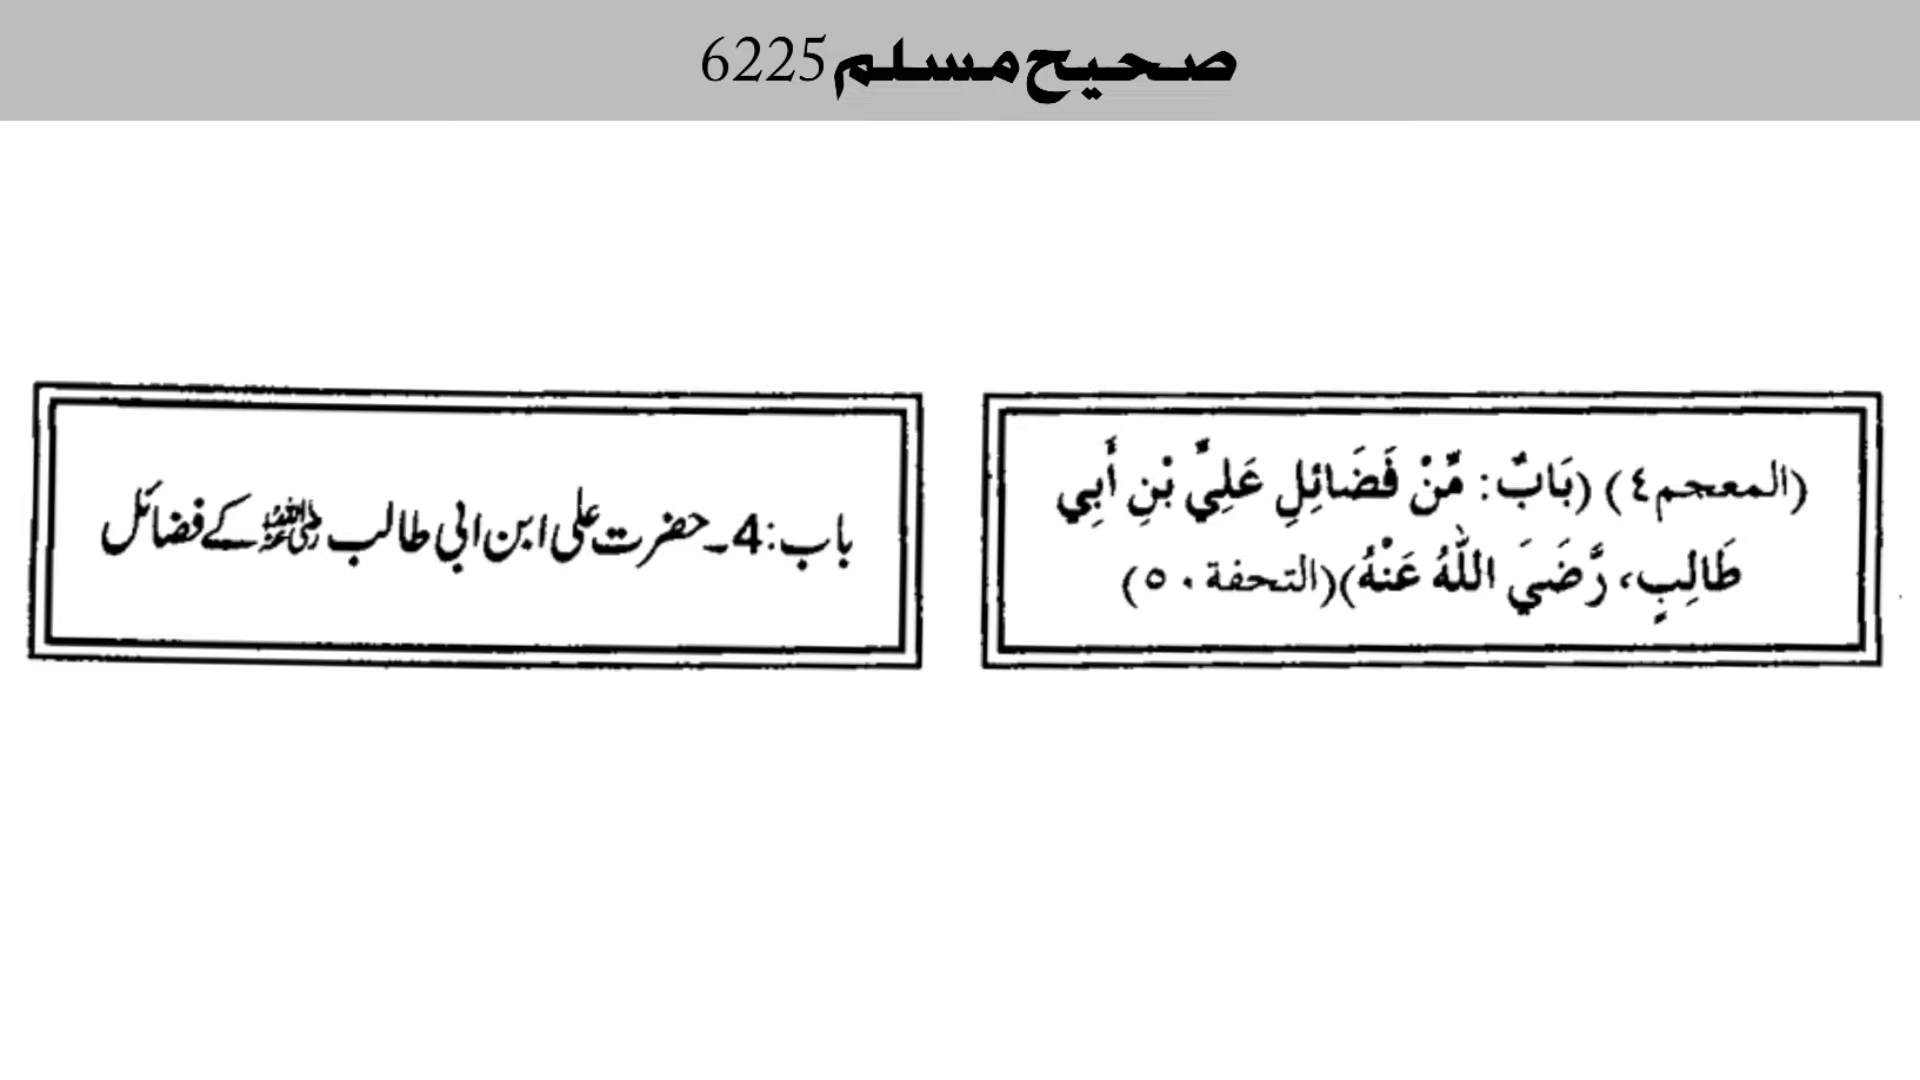 صحیح مسلم 6225
(المعجم ٤) (بَابٌ: مِّنْ فَضَائِلِ عَلِيِّ بْنِ أَبِي
طَالِبٍ، رَّضَيَ اللّٰهُ عَنْهُ) (التحفة ٥٠)
باب:4۔ حضرت علی ابن ابی طالب رضی اللہ عنہ کے فضائل